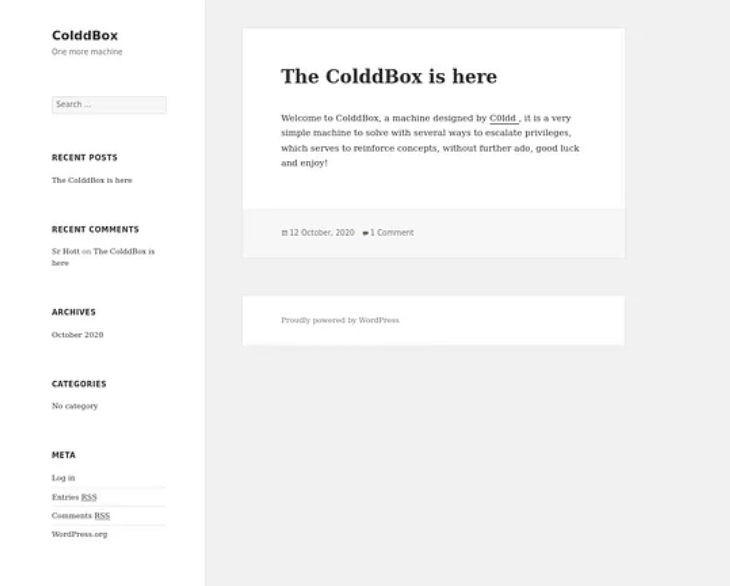 ColddBox
One more machine
Search …
RECENT POSTS
The ColddBox is here
RECENT COMMENTS
Sr Hott on The ColddBox is
here
ARCHIVES
October 2020
CATEGORIES
No category
META
Log in
Entries RSS
Comments RSS
WordPress.org
The ColddBox is here
Welcome to ColddBox, a machine designed by C0ldd , it is a very
simple machine to solve with several ways to escalate privileges,
which serves to reinforce concepts, without further ado, good luck
and enjoy!
12 October, 2020 1 Comment
Proudly powered by WordPress